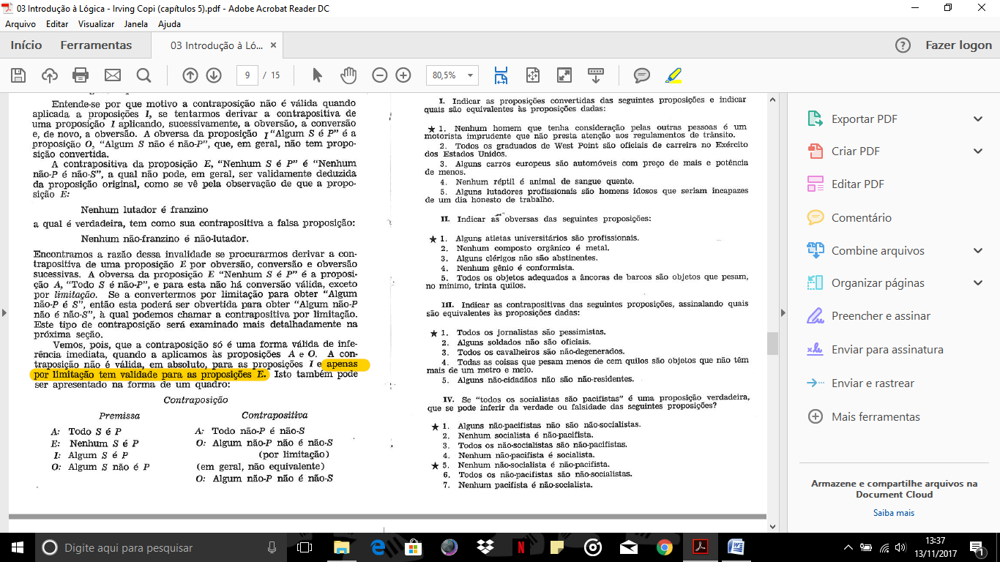 03 Introdução à Lógica - Irving Copi (capítulos 5).pdf - Adobe Acrobat Reader DC
Arquivo Editar Visualizar Janela Ajuda
Início Ferramentas 03 Introdução à Ló... × Fazer logon
9 / 15 80,5%
Entende-se por que motivo a contraposição não é válida quando
aplicada a proposições I, se tentarmos derivar a contrapositiva de
uma proposição I aplicando, sucessivamente, a obversão, a conversão
e, de novo, a obversão. A obversa da proposição I “Algum S é P” é a
proposição O, “Algum S não é não-P”, que, em geral, não tem propo-
sição convertida.
A contrapositiva da proposição E, “Nenhum S é P” é “Nenhum
não-P é não-S”, a qual não pode, em geral, ser validamente deduzida
da proposição original, como se vê pela observação de que a propo-
sição E:
Nenhum lutador é franzino
a qual é verdadeira, tem como sua contrapositiva a falsa proposição:
Nenhum não-franzino é não-lutador.
Encontramos a razão dessa invalidade se procurarmos derivar a con-
trapositiva de uma proposição E por obversão, conversão e obversão
sucessivas. A obversa da proposição E “Nenhum S é P” é a proposi-
ção A, “Todo S é não-P”, e para esta não há conversão válida, exceto
por limitação. Se a convertermos por limitação para obter “Algum
não-P é S”, então esta poderá ser obvertida para obter “Algum não-P
não é não-S”, à qual podemos chamar a contrapositiva por limitação.
Este tipo de contraposição será examinado mais detalhadamente na
próxima seção.
Vemos, pois, que a contraposição só é uma forma válida de infe-
rência imediata, quando a aplicamos às proposições A e O. A con-
traposição não é válida, em absoluto, para as proposições I e apenas
por limitação tem validade para as proposições E. Isto também pode
ser apresentado na forma de um quadro:
Contraposição
Premissa Contrapositiva
A: Todo S é P A: Todo não-P é não-S
E: Nenhum S é P O: Algum não-P não é não-S
I: Algum S é P (por limitação)
O: Algum S não é P (em geral, não equivalente)
O: Algum não-P não é não-S
I. Indicar as proposições convertidas das seguintes proposições e indicar
quais são equivalentes às proposições dadas:
★ 1. Nenhum homem que tenha consideração pelas outras pessoas é um
motorista imprudente que não presta atenção aos regulamentos de trânsito.
2. Todos os graduados de West Point são oficiais de carreira no Exército
dos Estados Unidos.
3. Alguns carros europeus são automóveis com preço de mais e potência
de menos.
4. Nenhum réptil é animal de sangue quente.
5. Alguns lutadores profissionais são homens idosos que seriam incapazes
de um dia honesto de trabalho.
II. Indicar as obversas das seguintes proposições:
★ 1. Alguns atletas universitários são profissionais.
2. Nenhum composto orgânico é metal.
3. Alguns clérigos não são abstinentes.
4. Nenhum gênio é conformista.
5. Todos os objetos adequados a âncoras de barcos são objetos que pesam,
no mínimo, trinta quilos.
III. Indicar as contrapositivas das seguintes proposições, assinalando quais
são equivalentes às proposições dadas:
★ 1. Todos os jornalistas são pessimistas.
2. Alguns soldados não são oficiais.
3. Todos os cavalheiros são não-degenerados.
4. Todas as coisas que pesam menos de cem quilos são objetos que não têm
mais de um metro e meio.
5. Alguns não-cidadãos não são não-residentes.
IV. Se “todos os socialistas são pacifistas” é uma proposição verdadeira,
que se pode inferir da verdade ou falsidade das seguintes proposições?
★ 1. Alguns não-pacifistas não são não-socialistas.
2. Nenhum socialista é não-pacifista.
3. Todos os não-socialistas são não-pacifistas.
4. Nenhum não-pacifista é socialista.
★ 5. Nenhum não-socialista é não-pacifista.
6. Todos os não-pacifistas são não-socialistas.
7. Nenhum pacifista é não-socialista.
Exportar PDF
Criar PDF
Editar PDF
Comentário
Combine arquivos
Organizar páginas
Preencher e assinar
Enviar para assinatura
Enviar e rastrear
Mais ferramentas
Armazene e compartilhe arquivos na
Document Cloud
Saiba mais
Digite aqui para pesquisar
13:37
13/11/2017
1